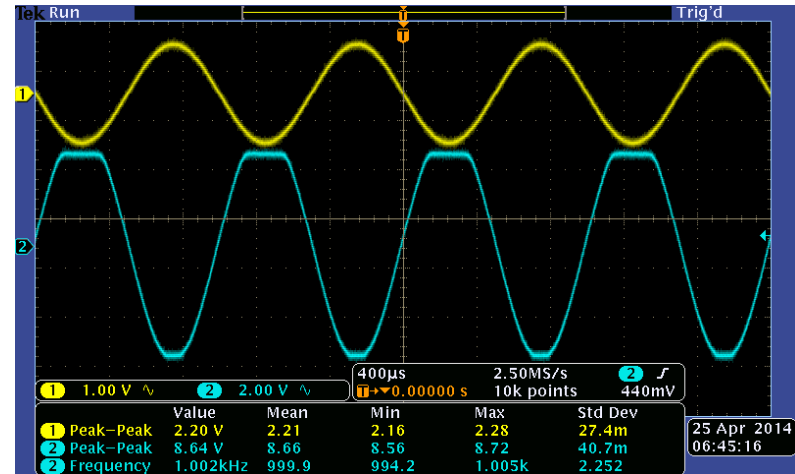 Tek Run Trig'd
T
T
1
2
400µs 2.50MS/s 2 ∫
1 1.00 V ∿ 2 2.00 V ∿ T→▼0.00000 s 10k points 440mV
Value Mean Min Max Std Dev
1 Peak−Peak 2.20 V 2.21 2.16 2.28 27.4m
2 Peak−Peak 8.64 V 8.66 8.56 8.72 40.7m
2 Frequency 1.002kHz 999.9 994.2 1.005k 2.252
25 Apr 2014
06:45:16